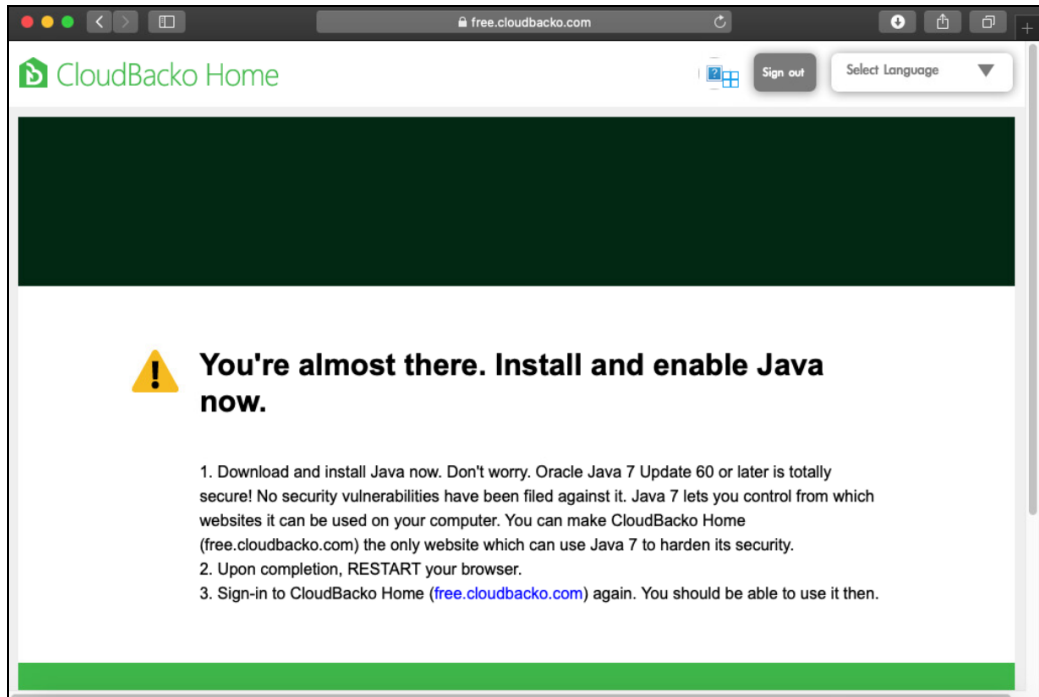 free.cloudbacko.com
CloudBacko Home
Sign out
Select Language
You're almost there. Install and enable Java
now.
1. Download and install Java now. Don't worry. Oracle Java 7 Update 60 or later is totally
secure! No security vulnerabilities have been filed against it. Java 7 lets you control from which
websites it can be used on your computer. You can make CloudBacko Home
(free.cloudbacko.com) the only website which can use Java 7 to harden its security.
2. Upon completion, RESTART your browser.
3. Sign-in to CloudBacko Home (free.cloudbacko.com) again. You should be able to use it then.